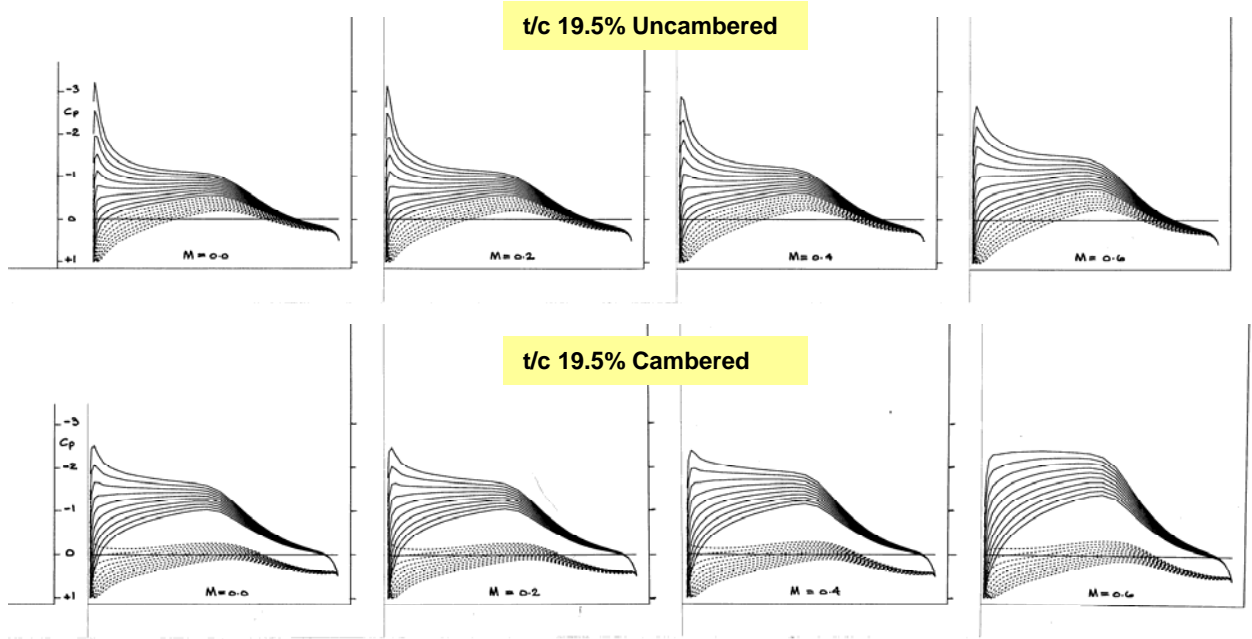 t/c 19.5% Uncambered
-3
Cp
-2
-1
0
+1
M = 0.0
M = 0.2
M = 0.4
M = 0.6
t/c 19.5% Cambered
-3
Cp
-2
-1
0
+1
M = 0.0
M = 0.2
M = 0.4
M = 0.6